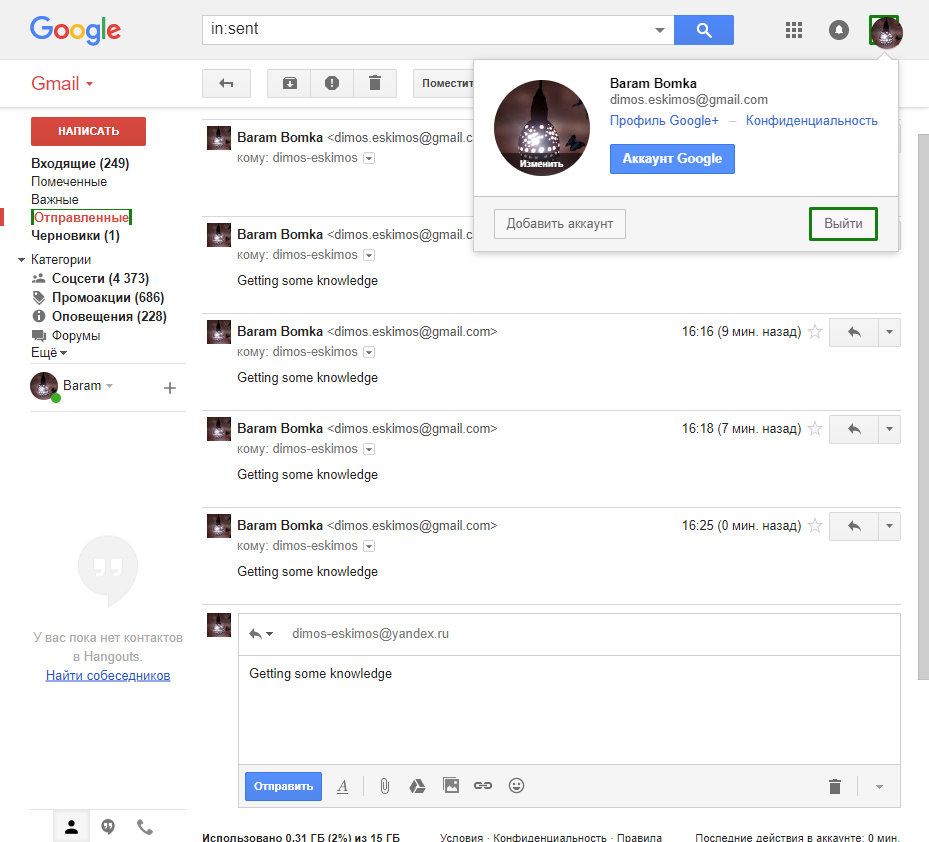 Google
in:sent
Gmail
Поместит
Baram Bomka
dimos.eskimos@gmail.com
Профиль Google+ – Конфиденциальность
Изменить
Аккаунт Google
Добавить аккаунт
Выйти
НАПИСАТЬ
Входящие (249)
Помеченные
Важные
Отправленные
Черновики (1)
Категории
Соцсети (4 373)
Промоакции (686)
Оповещения (228)
Форумы
Ещё
Baram
У вас пока нет контактов
в Hangouts.
Найти собеседников
Baram Bomka <dimos.eskimos@gmail.c
кому: dimos-eskimos
Baram Bomka <dimos.eskimos@gmail.c
кому: dimos-eskimos
Getting some knowledge
Baram Bomka <dimos.eskimos@gmail.com> 16:16 (9 мин. назад)
кому: dimos-eskimos
Getting some knowledge
Baram Bomka <dimos.eskimos@gmail.com> 16:18 (7 мин. назад)
кому: dimos-eskimos
Getting some knowledge
Baram Bomka <dimos.eskimos@gmail.com> 16:25 (0 мин. назад)
кому: dimos-eskimos
Getting some knowledge
dimos-eskimos@yandex.ru
Getting some knowledge
Отправить A
Использовано 0,31 ГБ (2%) из 15 ГБ Условия · Конфиденциальность · Правила Последние действия в аккаунте: 0 мин.